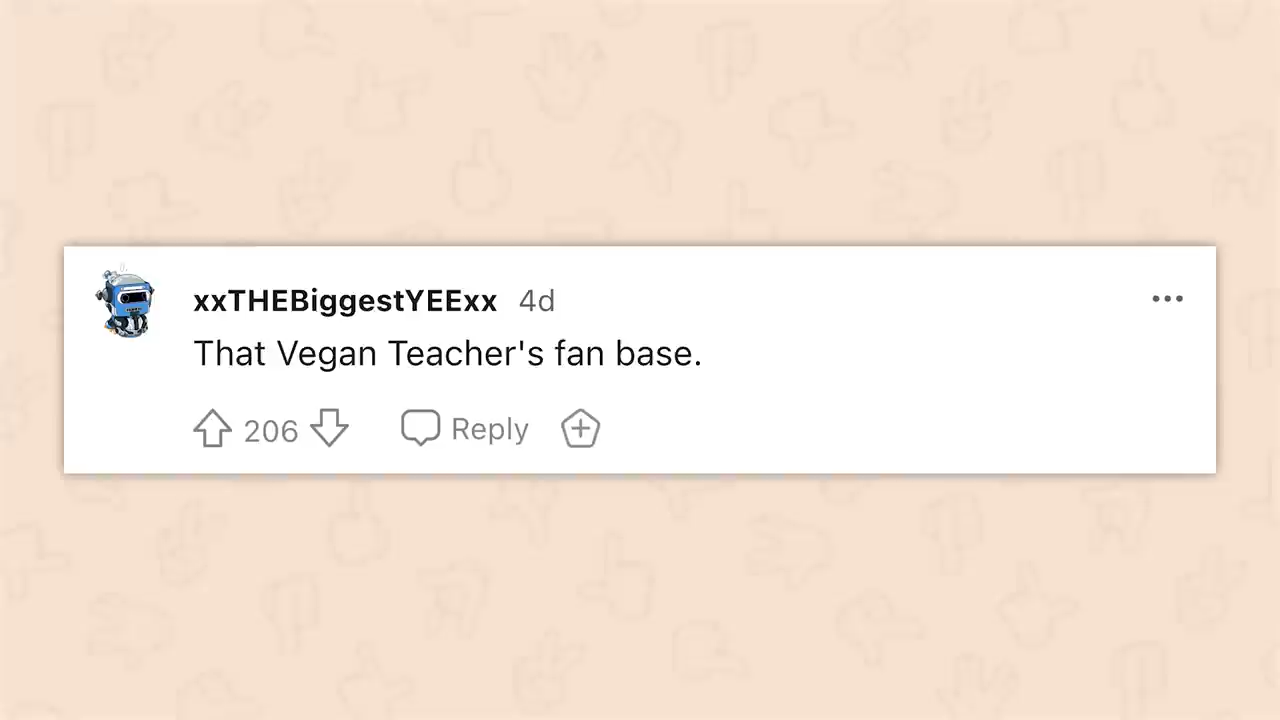 xxTHEBiggestYEExx 4d
That Vegan Teacher's fan base.
206 Reply